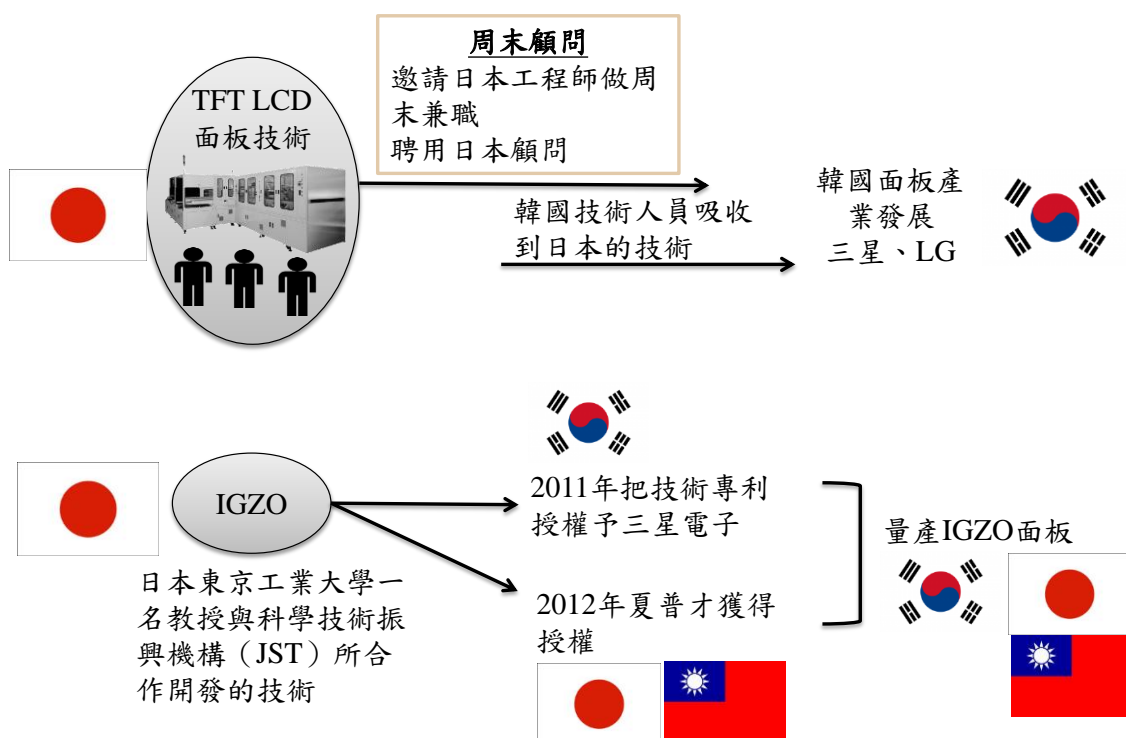 周末顧問
邀請日本工程師做周
末兼職
聘用日本顧問
TFT LCD
面板技術
韓國技術人員吸收
到日本的技術
韓國面板產
業發展
三星、LG
IGZO
日本東京工業大學一
名教授與科學技術振
興機構（JST）所合
作開發的技術
2011年把技術專利
授權予三星電子
2012年夏普才獲得
授權
量產IGZO面板